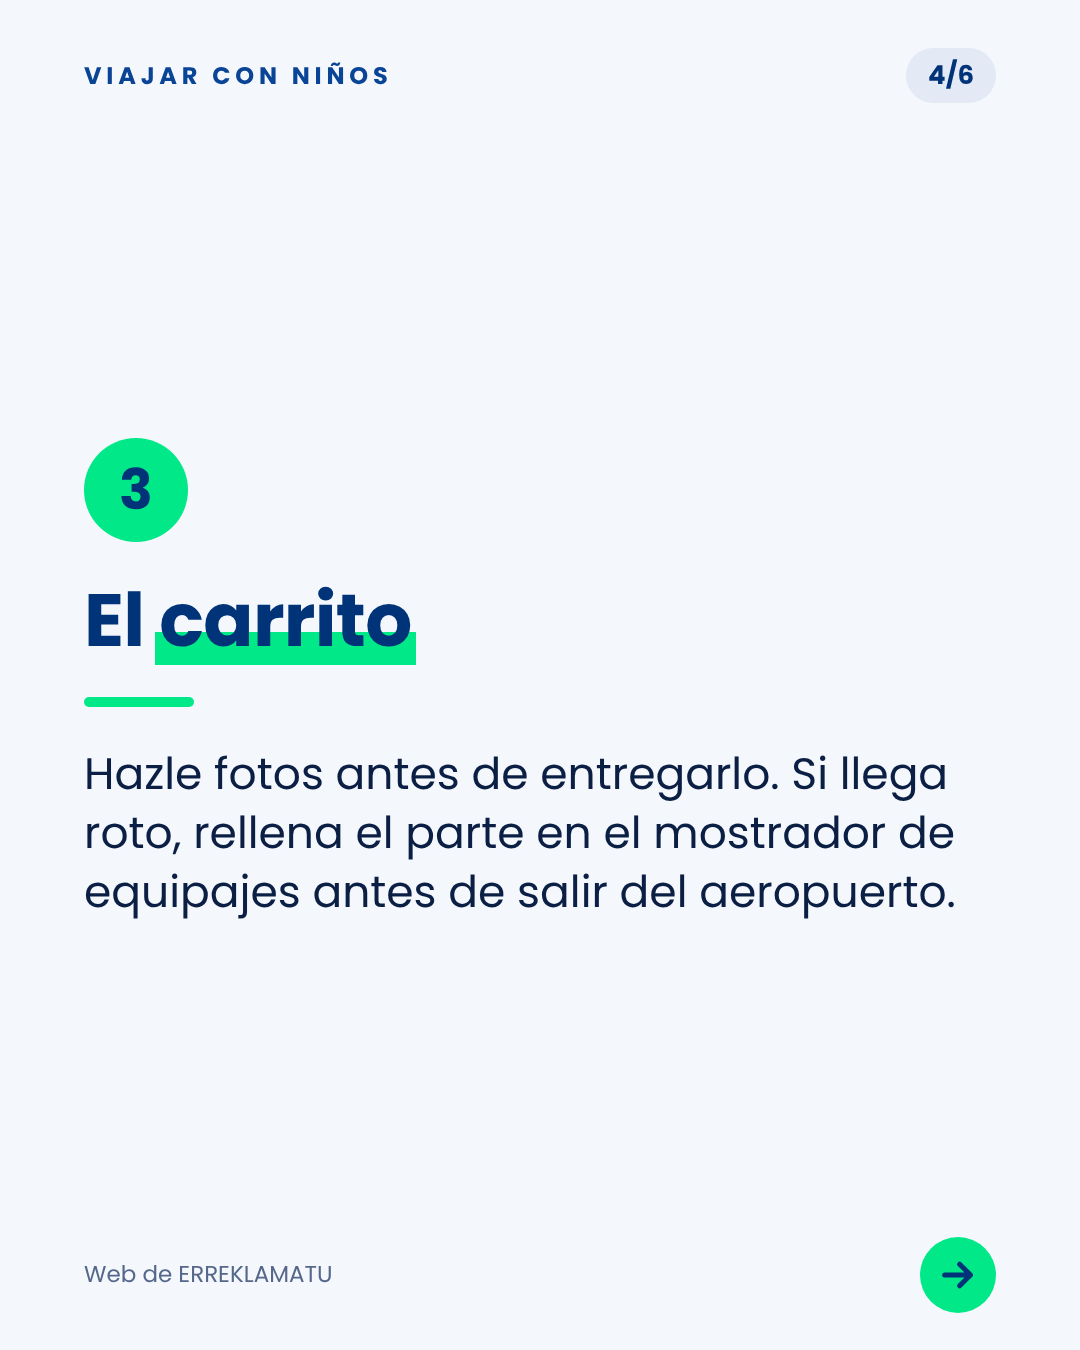 VIAJAR CON NIÑOS
4/6
3
El carrito
Hazle fotos antes de entregarlo. Si llega
roto, rellena el parte en el mostrador de
equipajes antes de salir del aeropuerto.
Web de ERREKLAMATU